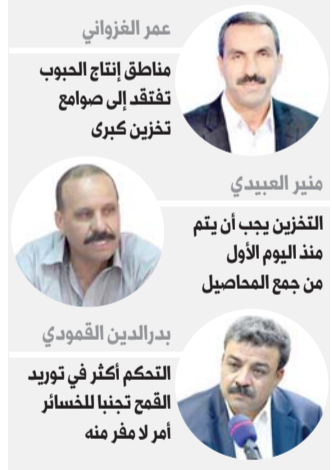 عمر الغزواني
مناطق إنتاج الحبوب
تفتقد إلى صوامع
تخزين كبرى
منير العبيدي
التخزين يجب أن يتم
منذ اليوم الأول
من جمع المحاصيل
بدرالدين القمودي
التحكم أكثر في توريد
القمح تجنبا للخسائر
أمر لا مفر منه